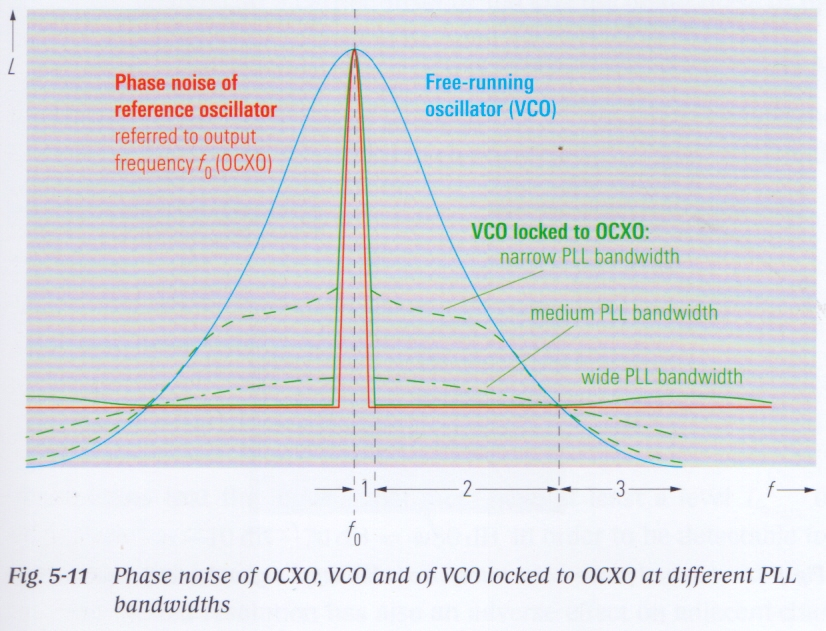 L
Phase noise of
reference oscillator
referred to output
frequency f0 (OCXO)
Free-running
oscillator (VCO)
VCO locked to OCXO:
narrow PLL bandwidth
medium PLL bandwidth
wide PLL bandwidth
1 2 3 f
f0
Fig. 5-11 Phase noise of OCXO, VCO and of VCO locked to OCXO at different PLL
bandwidths